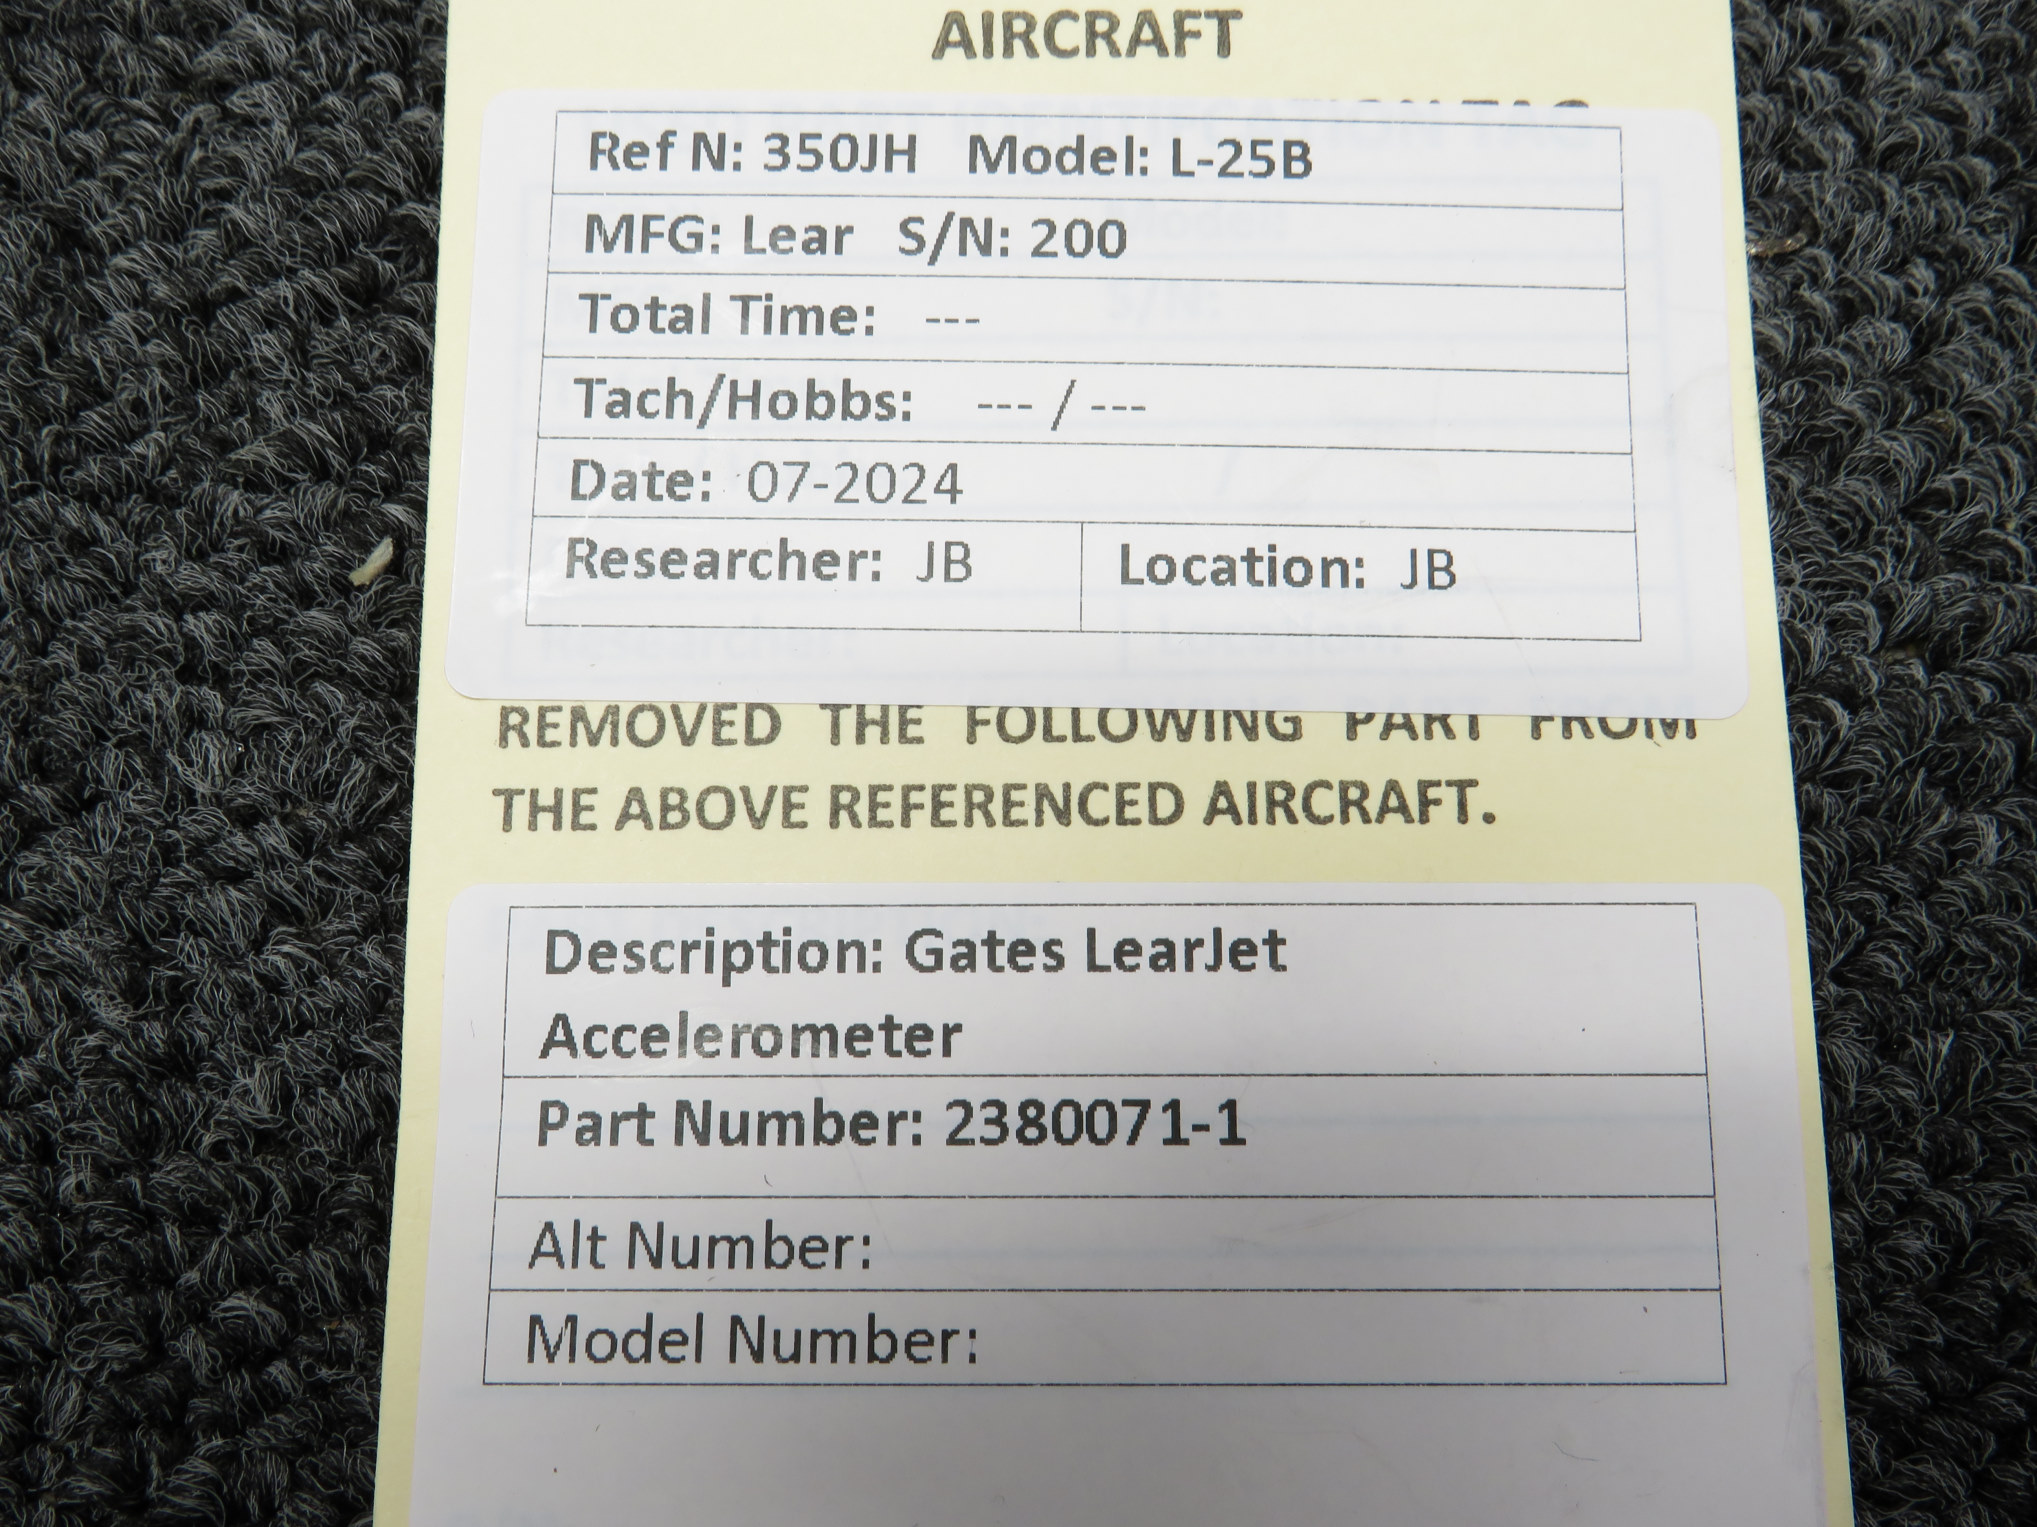 AIRCRAFT
Ref N: 350JH Model: L-25B
MFG: Lear S/N: 200
Total Time: ---
Tach/Hobbs: --- / ---
Date: 07-2024
Researcher: JB Location: JB
REMOVED THE FOLLOWING PART FROM
THE ABOVE REFERENCED AIRCRAFT.
Description: Gates LearJet
Accelerometer
Part Number: 2380071-1
Alt Number:
Model Number: